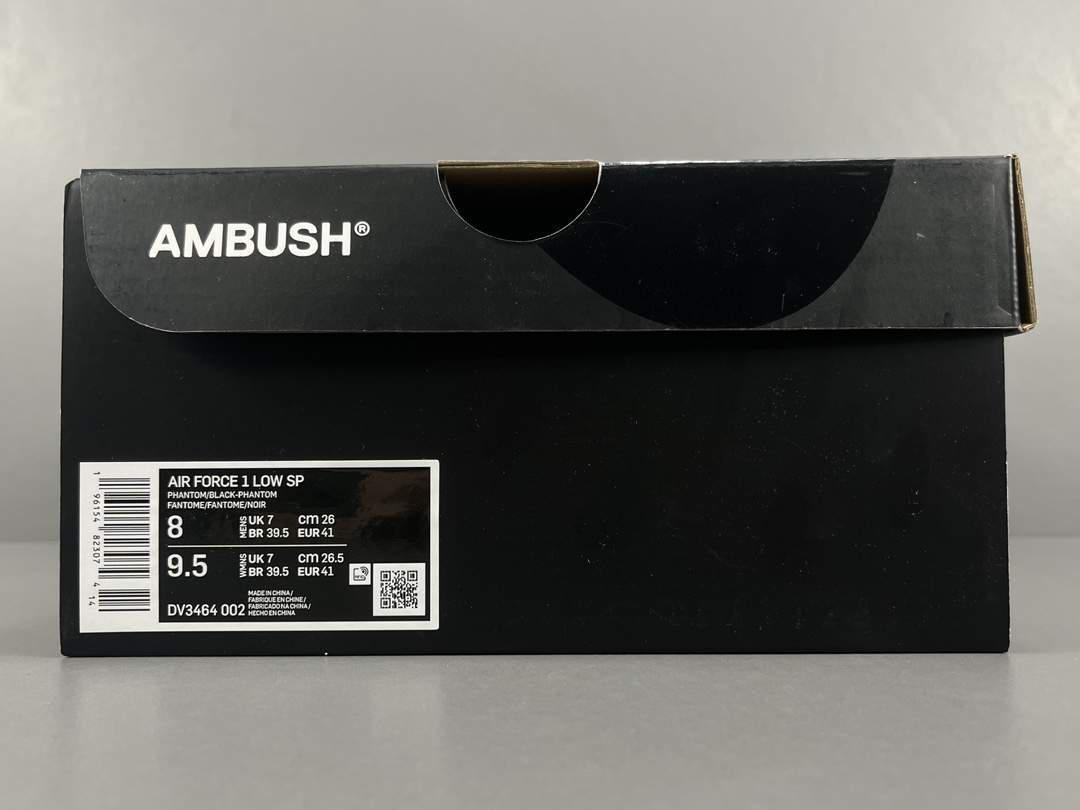 AMBUSH®
AIR FORCE 1 LOW SP
PHANTOM/BLACK-PHANTOM
FANTOME/FANTOME/NOIR
8 MENS UK 7 cm 26
BR 39.5 EUR 41
9.5 WMNS UK 7 cm 26.5
BR 39.5 EUR 41
RFID
MADE IN CHINA /
FABRIQUE EN CHINE /
FABRICADO NA CHINA /
HECHO EN CHINA
DV3464 002
1 96154 82307 4 14